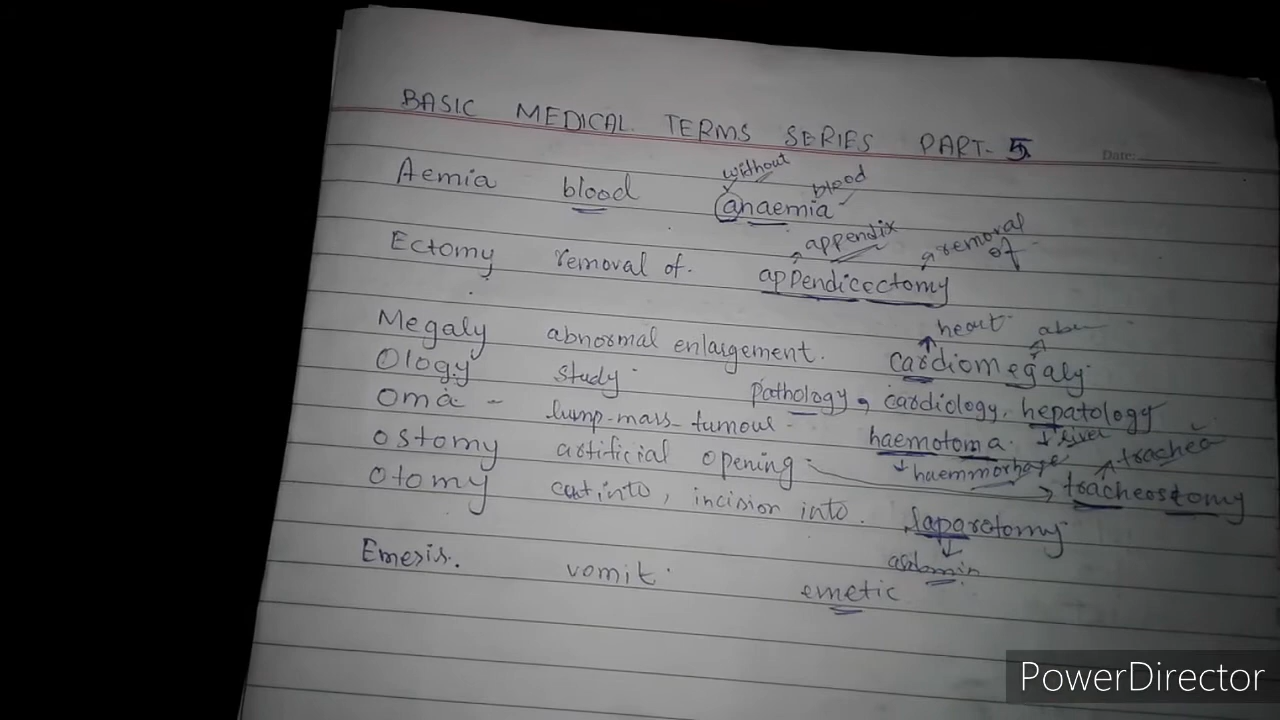 BASIC MEDICAL TERMS SERIES PART-5
Date:
without blood
Aemia blood anaemia
appendix removal of
Ectomy removal of. appendicectomy
heart
Megaly abnormal enlargement. cardiomegaly
Ology study pathology, cardiology, hepatology
liver
oma - lump-mass-tumour haemotoma.
haemmorhage trachea
ostomy artificial opening tracheostomy
otomy cut into, incision into. laparotomy
abdomin
Emesis. vomit. emetic
PowerDirector